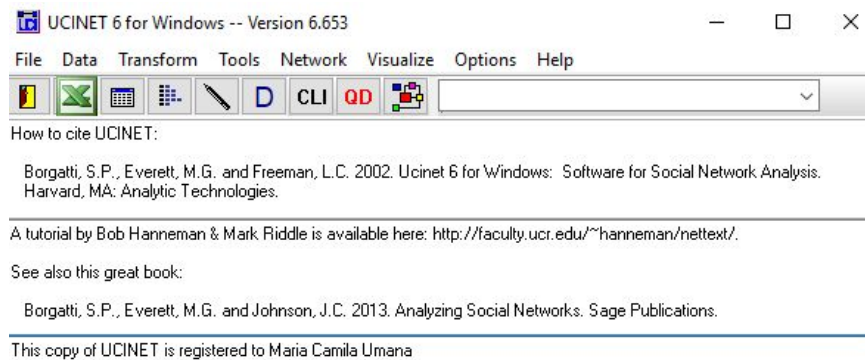 UCINET 6 for Windows -- Version 6.653
File Data Transform Tools Network Visualize Options Help
D CLI QD
How to cite UCINET:
Borgatti, S.P., Everett, M.G. and Freeman, L.C. 2002. Ucinet 6 for Windows: Software for Social Network Analysis.
Harvard, MA: Analytic Technologies.
A tutorial by Bob Hanneman & Mark Riddle is available here: http://faculty.ucr.edu/~hanneman/nettext/.
See also this great book:
Borgatti, S.P., Everett, M.G. and Johnson, J.C. 2013. Analyzing Social Networks. Sage Publications.
This copy of UCINET is registered to Maria Camila Umana